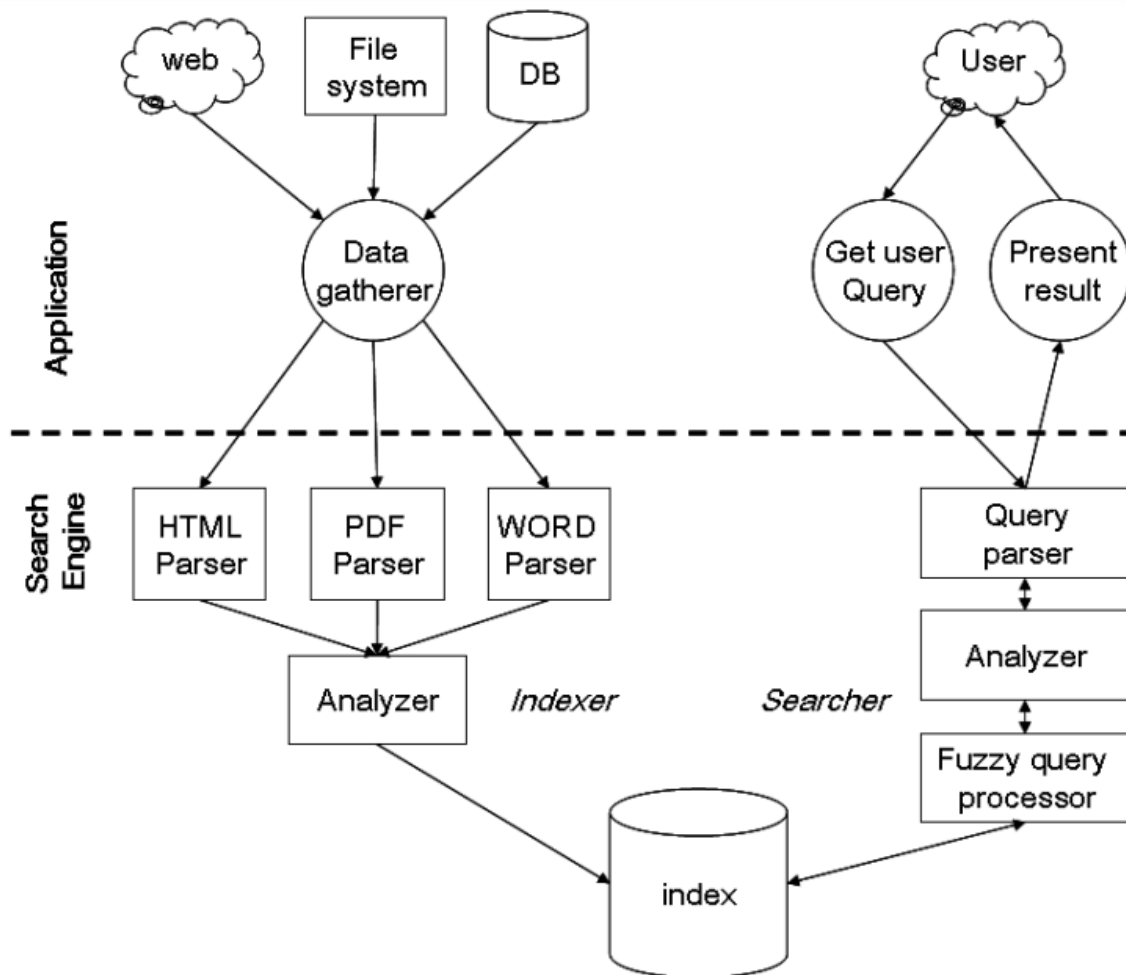 web
File
system
DB
User
Application
Data
gatherer
Get user
Query
Present
result
Search
Engine
HTML
Parser
PDF
Parser
WORD
Parser
Query
parser
Analyzer
Indexer
Searcher
Analyzer
Fuzzy query
processor
index